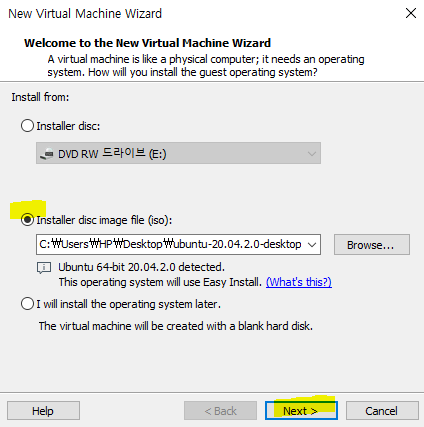 New Virtual Machine Wizard
Welcome to the New Virtual Machine Wizard
A virtual machine is like a physical computer; it needs an operating
system. How will you install the guest operating system?
Install from:
Installer disc:
DVD RW 드라이브 (E:)
Installer disc image file (iso):
C:₩Users₩HP₩Desktop₩ubuntu-20.04.2.0-desktop
Browse...
Ubuntu 64-bit 20.04.2.0 detected.
This operating system will use Easy Install. (What's this?)
I will install the operating system later.
The virtual machine will be created with a blank hard disk.
Help
< Back
Next >
Cancel